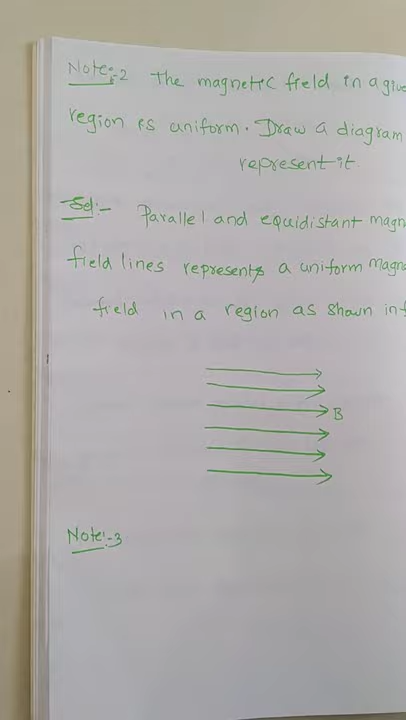 Note:-2 The magnetic field in a give
region is uniform. Draw a diagram
represent it.
Sol:- Parallel and equidistant magn
field lines represents a uniform magne
field in a region as shown in f
B
Note:-3